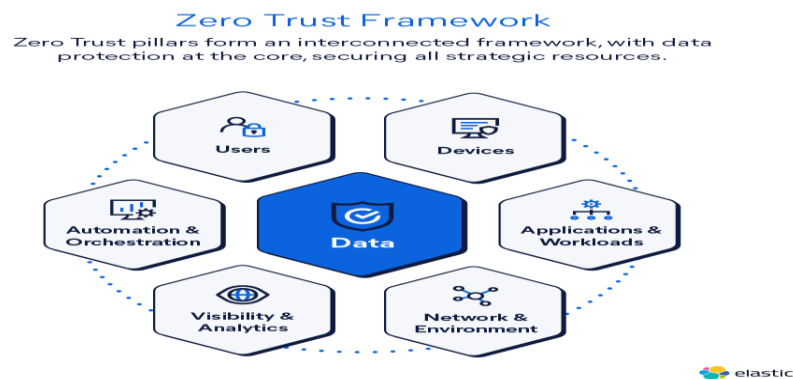 Zero Trust Framework
Zero Trust pillars form an interconnected framework, with data
protection at the core, securing all strategic resources.
Users
Devices
Automation &
Orchestration
Data
Applications &
Workloads
Visibility &
Analytics
Network &
Environment
elastic